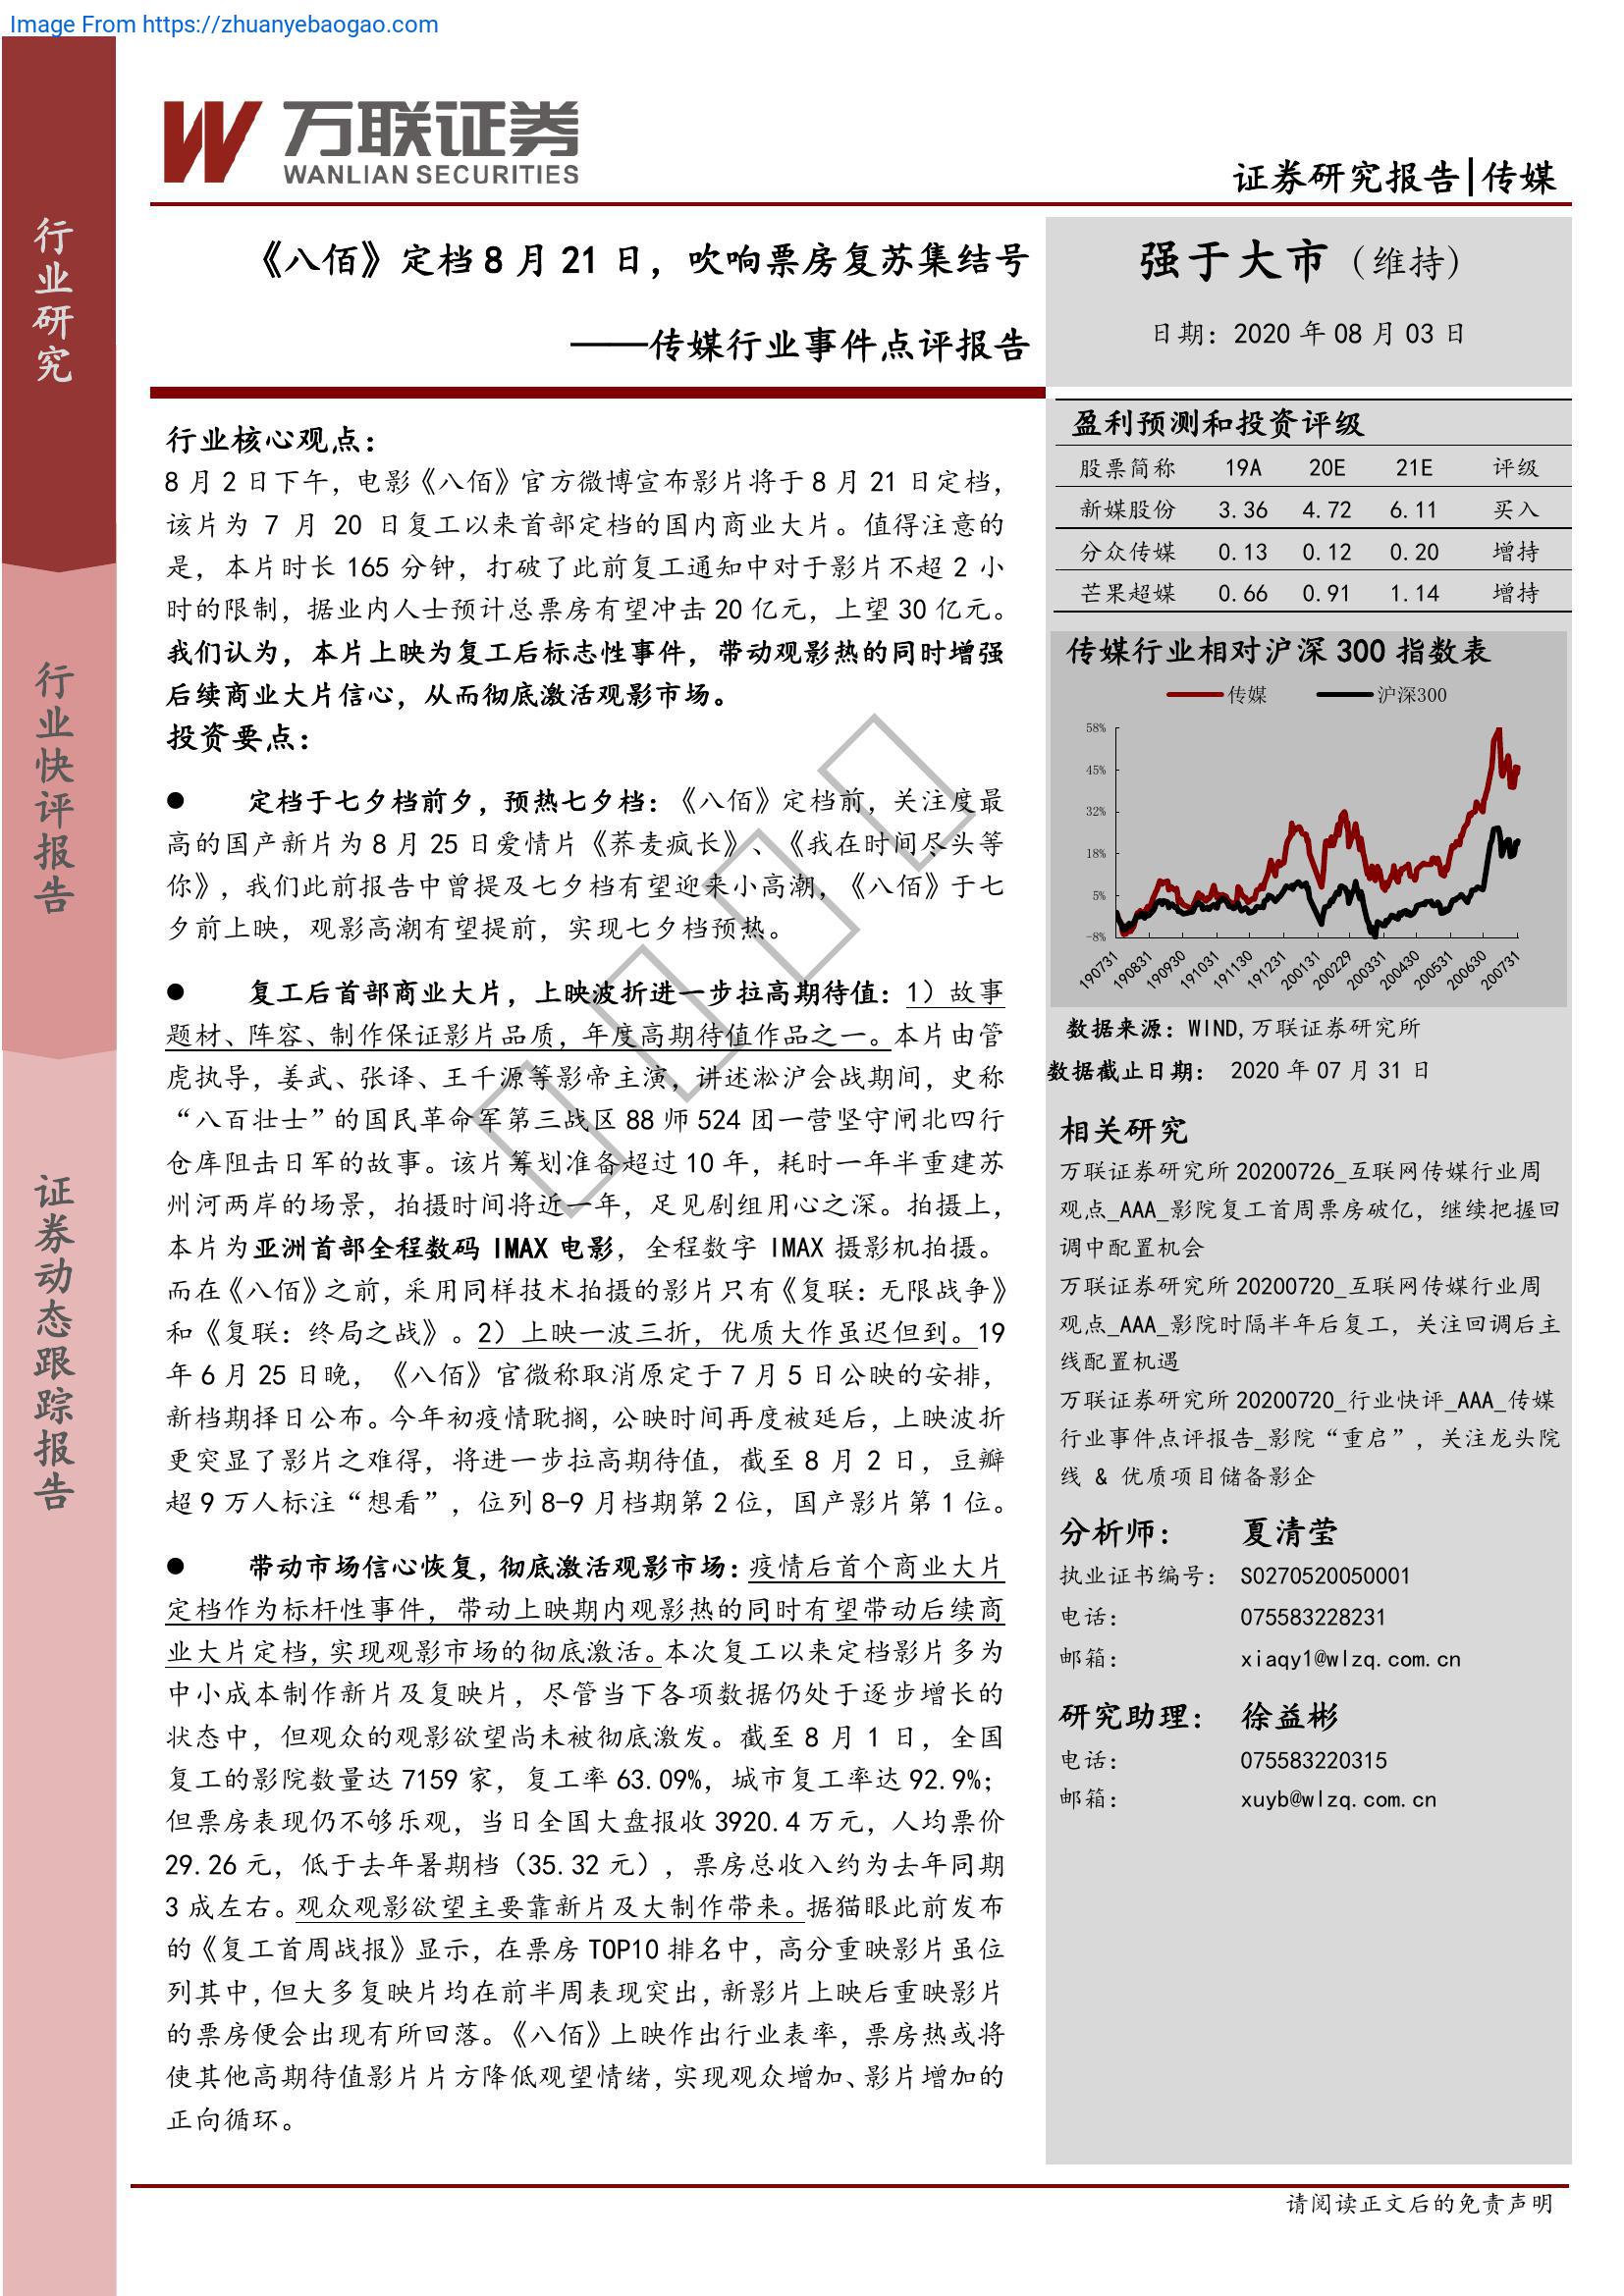 Image From https://zhuanyebaogao.com
万联证券
WANLIAN SECURITIES
证券研究报告|传媒
行业研究
行业快评报告
证券动态跟踪报告
《八佰》定档 8 月 21 日，吹响票房复苏集结号
——传媒行业事件点评报告
强于大市（维持）
日期：2020 年 08 月 03 日
行业核心观点：
8 月 2 日下午，电影《八佰》官方微博宣布影片将于 8 月 21 日定档，
该片为 7 月 20 日复工以来首部定档的国内商业大片。值得注意的
是，本片时长 165 分钟，打破了此前复工通知中对于影片不超 2 小
时的限制，据业内人士预计总票房有望冲击 20 亿元，上望 30 亿元。
我们认为，本片上映为复工后标志性事件，带动观影热的同时增强
后续商业大片信心，从而彻底激活观影市场。
投资要点：
● 定档于七夕档前夕，预热七夕档：《八佰》定档前，关注度最
高的国产新片为 8 月 25 日爱情片《荞麦疯长》、《我在时间尽头等
你》，我们此前报告中曾提及七夕档有望迎来小高潮，《八佰》于七
夕前上映，观影高潮有望提前，实现七夕档预热。
● 复工后首部商业大片，上映波折进一步拉高期待值：1）故事
题材、阵容、制作保证影片品质，年度高期待值作品之一。本片由管
虎执导，姜武、张译、王千源等影帝主演，讲述淞沪会战期间，史称
“八百壮士”的国民革命军第三战区 88 师 524 团一营坚守闸北四行
仓库阻击日军的故事。该片筹划准备超过 10 年，耗时一年半重建苏
州河两岸的场景，拍摄时间将近一年，足见剧组用心之深。拍摄上，
本片为亚洲首部全程数码 IMAX 电影，全程数字 IMAX 摄影机拍摄。
而在《八佰》之前，采用同样技术拍摄的影片只有《复联：无限战争》
和《复联：终局之战》。2）上映一波三折，优质大作虽迟但到。19
年 6 月 25 日晚，《八佰》官微称取消原定于 7 月 5 日公映的安排，
新档期择日公布。今年初疫情耽搁，公映时间再度被延后，上映波折
更突显了影片之难得，将进一步拉高期待值，截至 8 月 2 日，豆瓣
超 9 万人标注“想看”，位列 8-9 月档期第 2 位，国产影片第 1 位。
● 带动市场信心恢复，彻底激活观影市场：疫情后首个商业大片
定档作为标杆性事件，带动上映期内观影热的同时有望带动后续商
业大片定档，实现观影市场的彻底激活。本次复工以来定档影片多为
中小成本制作新片及复映片，尽管当下各项数据仍处于逐步增长的
状态中，但观众的观影欲望尚未被彻底激发。截至 8 月 1 日，全国
复工的影院数量达 7159 家，复工率 63.09%，城市复工率达 92.9%；
但票房表现仍不够乐观，当日全国大盘报收 3920.4 万元，人均票价
29.26 元，低于去年暑期档（35.32 元），票房总收入约为去年同期
3 成左右。观众观影欲望主要靠新片及大制作带来。据猫眼此前发布
的《复工首周战报》显示，在票房 TOP10 排名中，高分重映影片虽位
列其中，但大多复映片均在前半周表现突出，新影片上映后重映影片
的票房便会出现有所回落。《八佰》上映作出行业表率，票房热或将
使其他高期待值影片片方降低观望情绪，实现观众增加、影片增加的
正向循环。
盈利预测和投资评级
股票简称 19A 20E 21E 评级
新媒股份 3.36 4.72 6.11 买入
分众传媒 0.13 0.12 0.20 增持
芒果超媒 0.66 0.91 1.14 增持
传媒行业相对沪深 300 指数表
传媒 沪深300
58%
45%
32%
18%
5%
-8%
190731 190831 190930 191031 191130 191231 200131 200229 200331 200430 200531 200630 200731
数据来源：WIND,万联证券研究所
数据截止日期： 2020 年 07 月 31 日
相关研究
万联证券研究所 20200726_互联网传媒行业周
观点_AAA_影院复工首周票房破亿，继续把握回
调中配置机会
万联证券研究所 20200720_互联网传媒行业周
观点_AAA_影院时隔半年后复工，关注回调后主
线配置机遇
万联证券研究所 20200720_行业快评_AAA_传媒
行业事件点评报告_影院“重启”，关注龙头院
线 & 优质项目储备影企
分析师： 夏清莹
执业证书编号： S0270520050001
电话： 075583228231
邮箱： xiaqy1@wlzq.com.cn
研究助理： 徐益彬
电话： 075583220315
邮箱： xuyb@wlzq.com.cn
请阅读正文后的免责声明